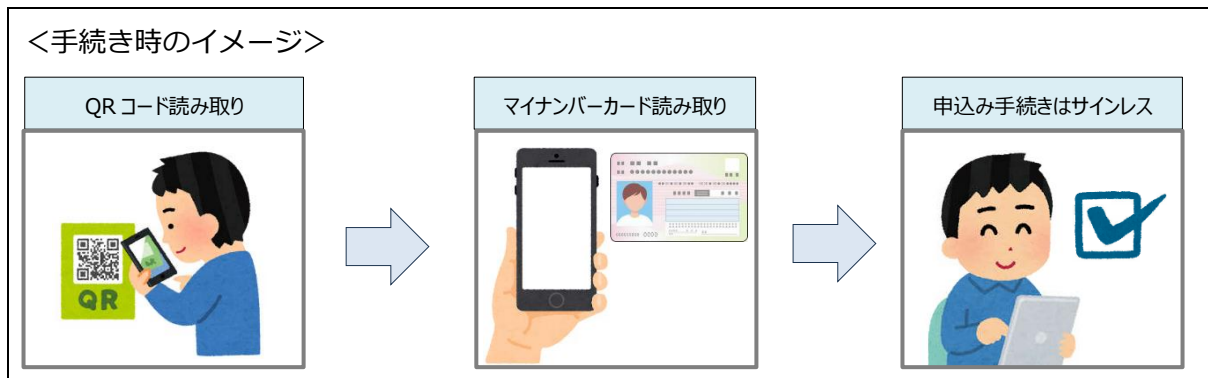 ＜手続き時のイメージ＞
QRコード読み取り
マイナンバーカード読み取り
申込み手続きはサインレス
QR